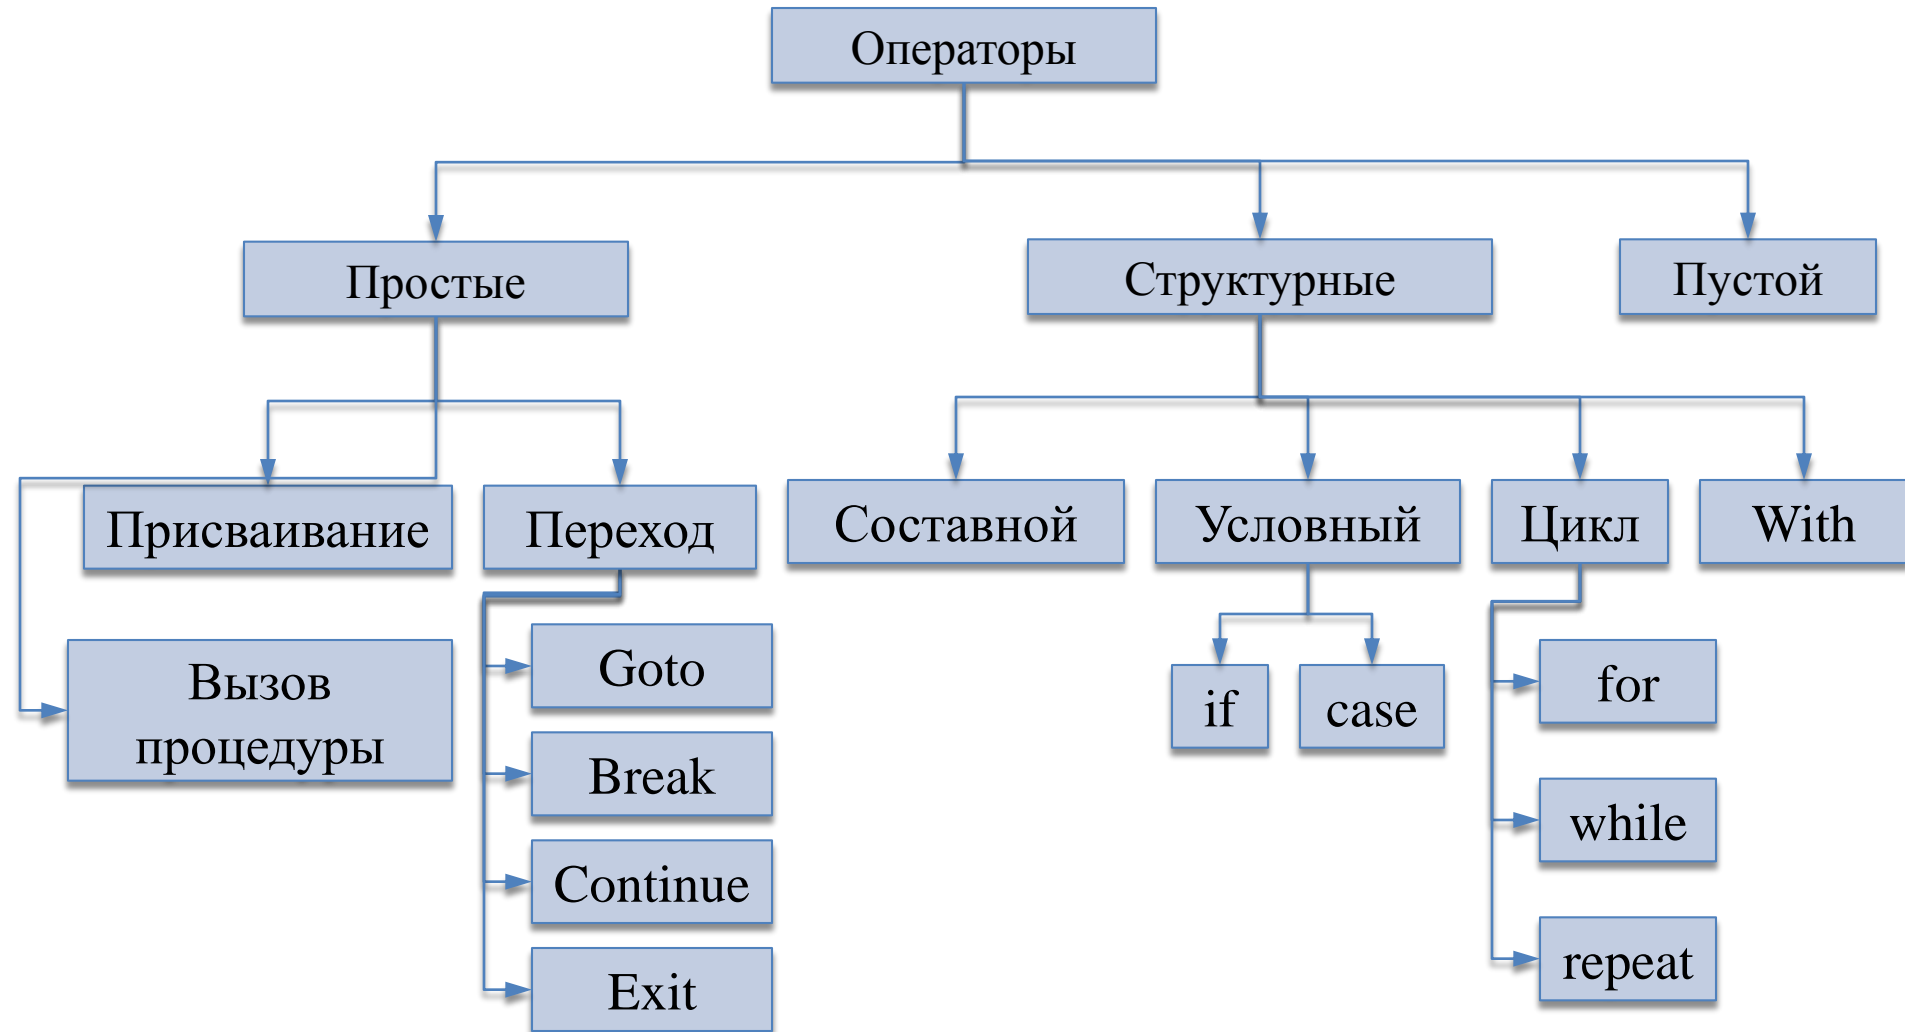 Операторы
Простые
Структурные
Пустой
Присваивание
Переход
Составной
Условный
Цикл
With
Вызов
процедуры
Goto
Break
Continue
Exit
if
case
for
while
repeat